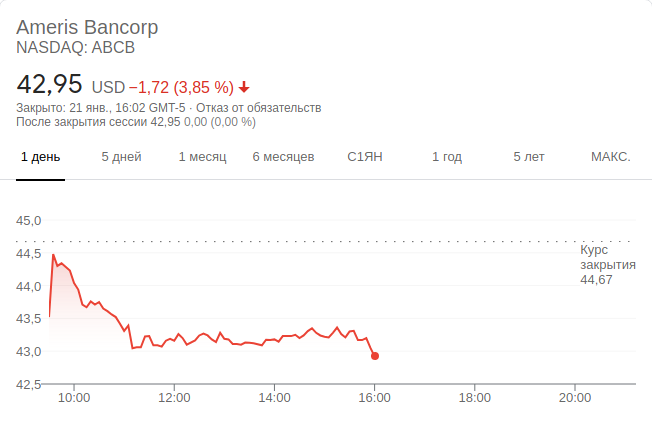 Ameris Bancorp
NASDAQ: ABCB
42,95 USD −1,72 (3,85 %)
Закрыто: 21 янв., 16:02 GMT-5 · Отказ от обязательств
После закрытия сессии 42,95 0,00 (0,00 %)
1 день 5 дней 1 месяц 6 месяцев С1ЯН 1 год 5 лет МАКС.
45,0
44,5
44,0
43,5
43,0
42,5
Курс
закрытия
44,67
10:00 12:00 14:00 16:00 18:00 20:00